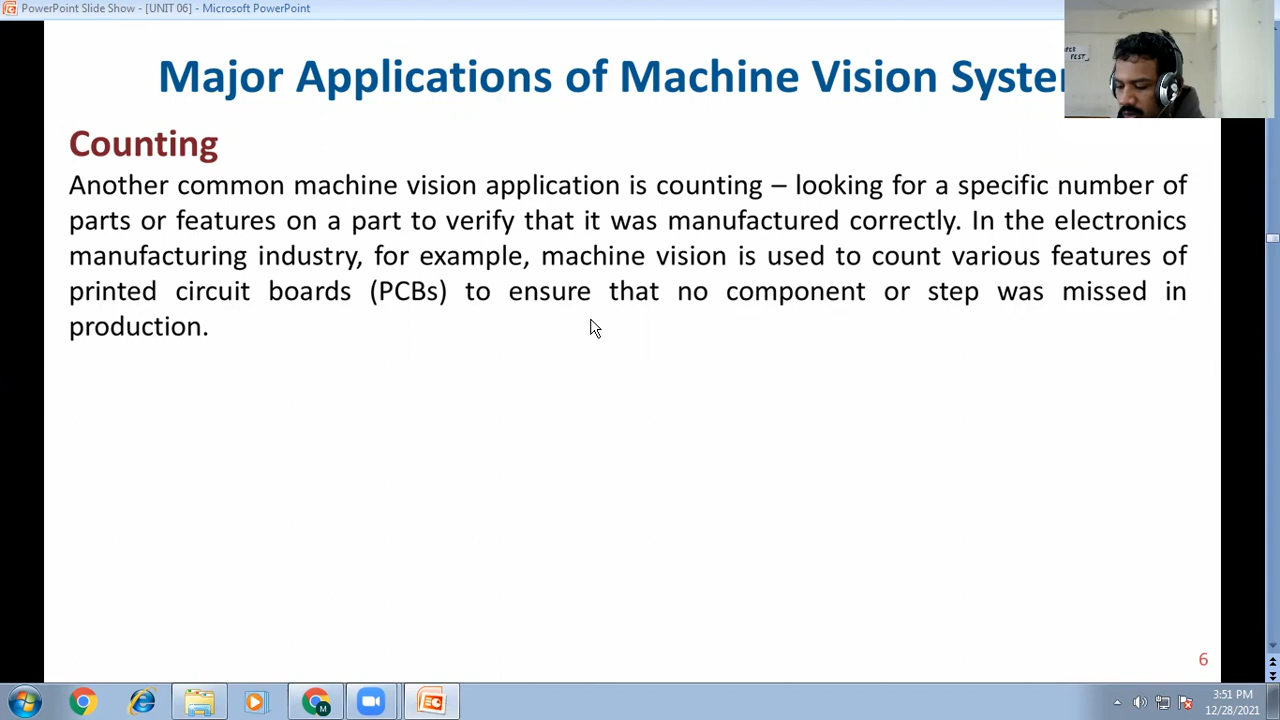 PowerPoint Slide Show - [UNIT 06] - Microsoft PowerPoint
Major Applications of Machine Vision
Counting
Another common machine vision application is counting – looking for a specific number of
parts or features on a part to verify that it was manufactured correctly. In the electronics
manufacturing industry, for example, machine vision is used to count various features of
printed circuit boards (PCBs) to ensure that no component or step was missed in
production.
6
3:51 PM
12/28/2021